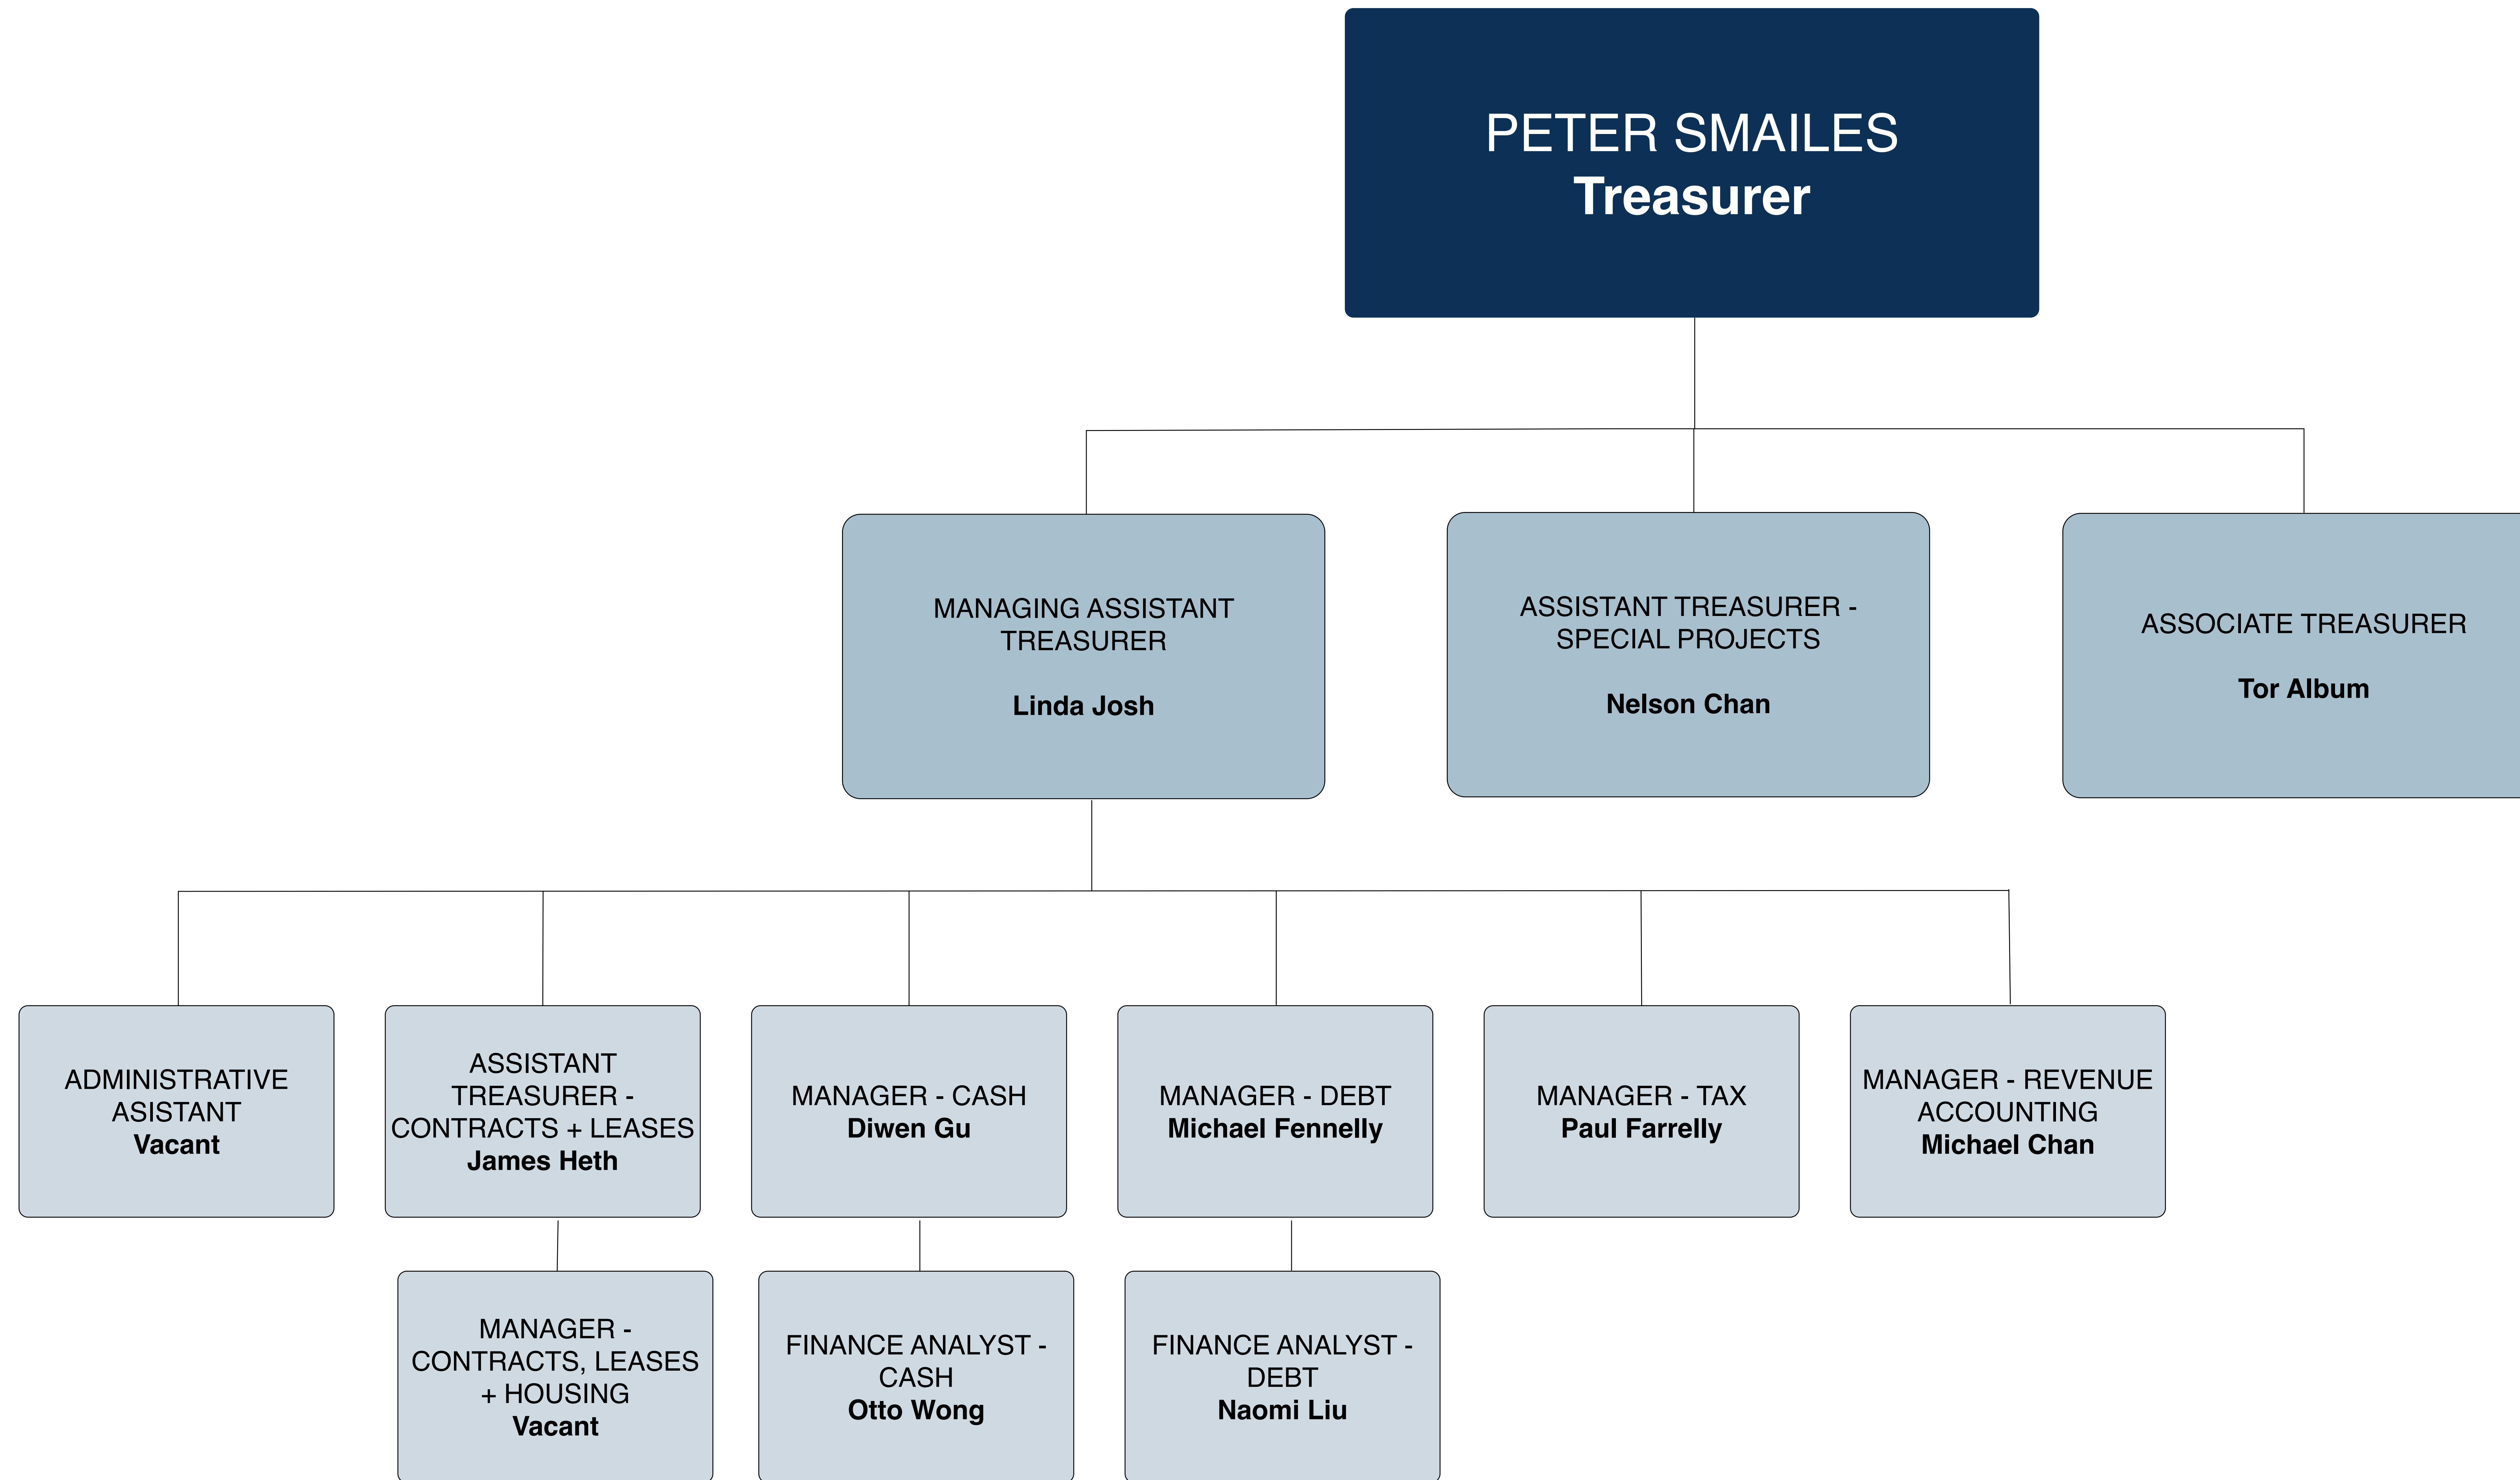 PETER SMAILES
Treasurer
MANAGING ASSISTANT
TREASURER
Linda Josh
ASSISTANT TREASURER -
SPECIAL PROJECTS
Nelson Chan
ASSOCIATE TREASURER
Tor Album
ADMINISTRATIVE
ASISTANT
Vacant
ASSISTANT
TREASURER -
CONTRACTS + LEASES
James Heth
MANAGER - CASH
Diwen Gu
MANAGER - DEBT
Michael Fennelly
MANAGER - TAX
Paul Farrelly
MANAGER - REVENUE
ACCOUNTING
Michael Chan
MANAGER -
CONTRACTS, LEASES
+ HOUSING
Vacant
FINANCE ANALYST -
CASH
Otto Wong
FINANCE ANALYST -
DEBT
Naomi Liu